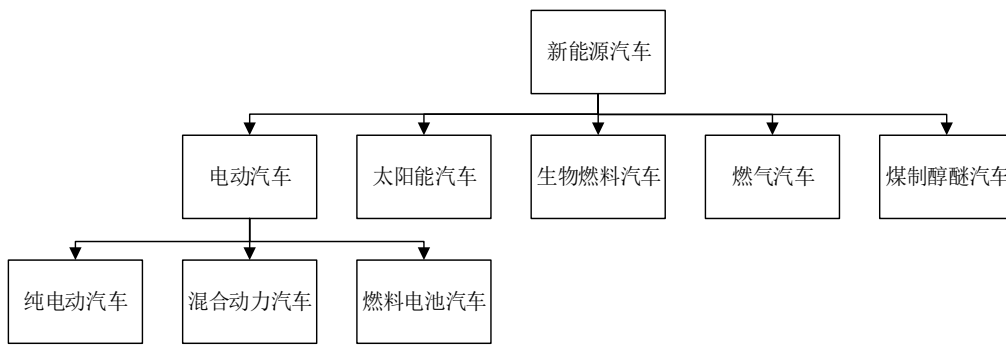 新能源汽车
电动汽车
太阳能汽车
生物燃料汽车
燃气汽车
煤制醇醚汽车
纯电动汽车
混合动力汽车
燃料电池汽车